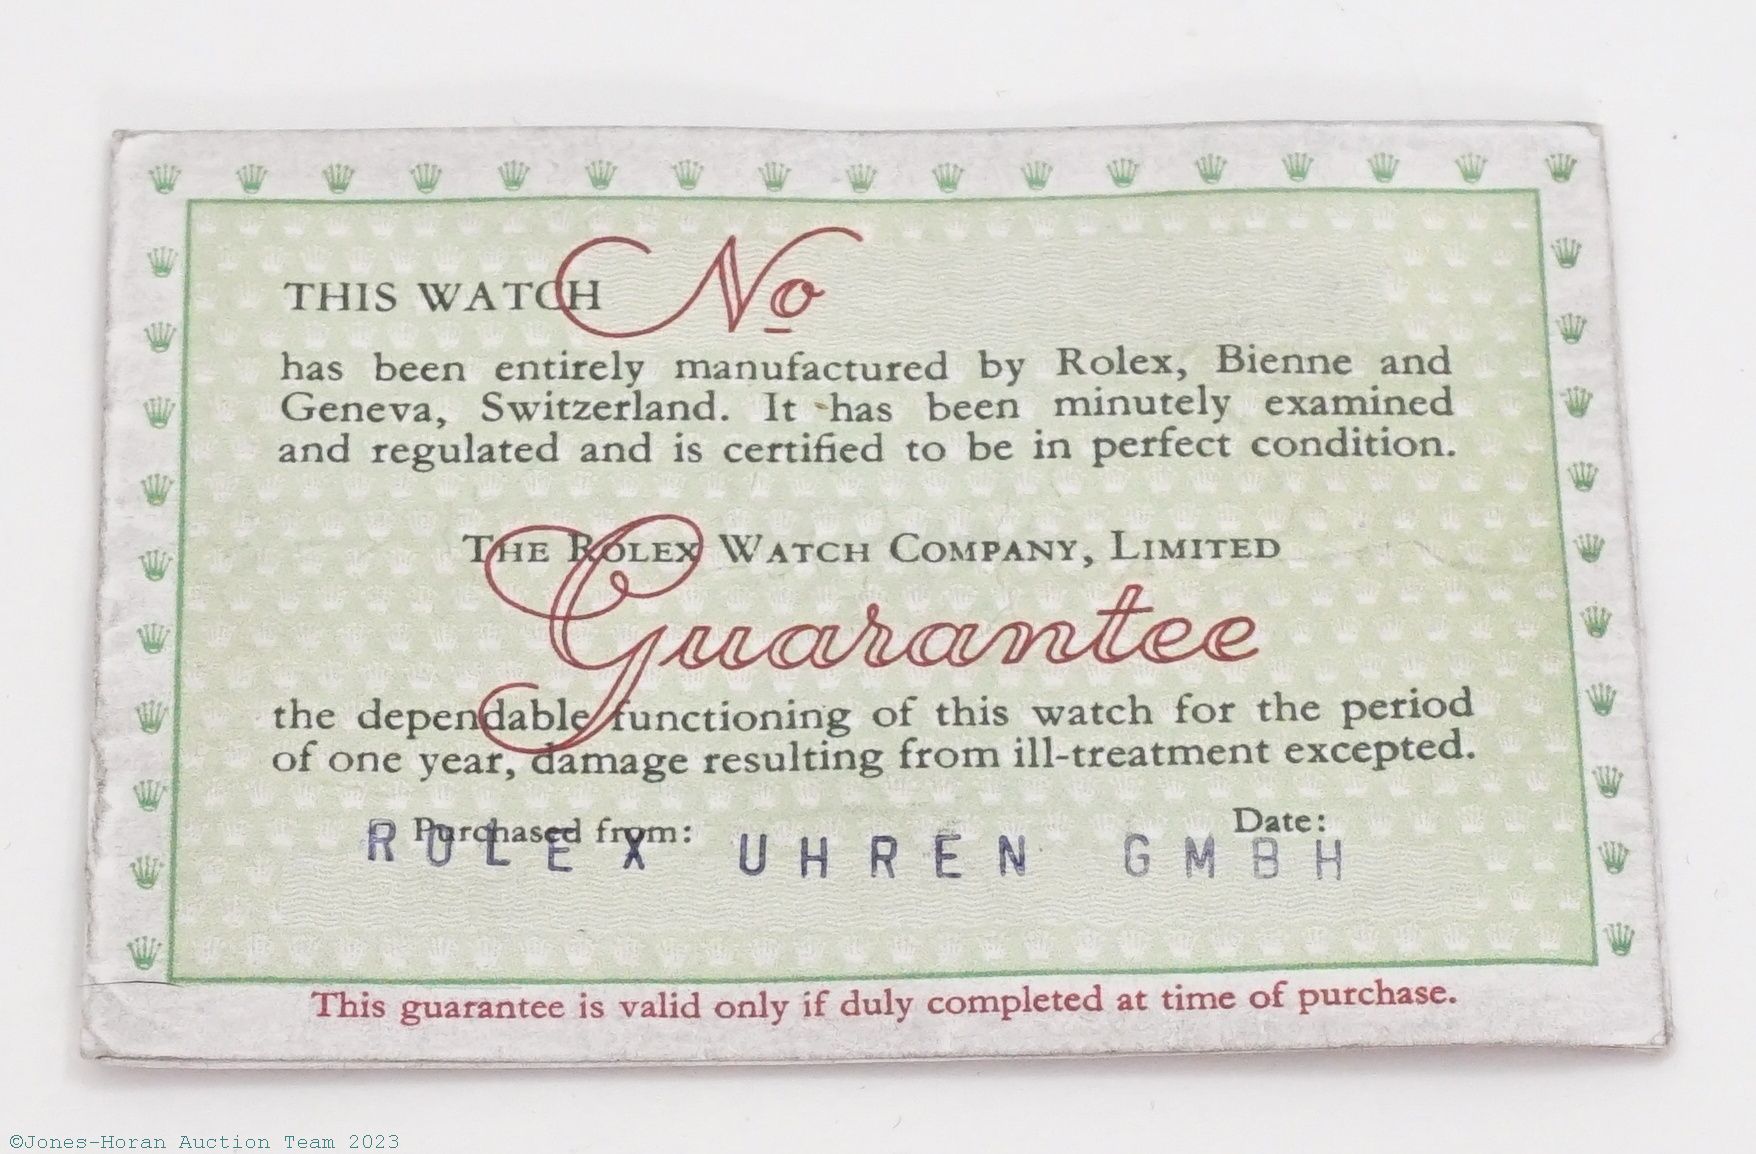 THIS WATCH No
has been entirely manufactured by Rolex, Bienne and
Geneva, Switzerland. It has been minutely examined
and regulated and is certified to be in perfect condition.
THE ROLEX WATCH COMPANY, LIMITED
Guarantee
the dependable functioning of this watch for the period
of one year, damage resulting from ill-treatment excepted.
Purchased from: Date:
ROLEX UHREN GMBH
This guarantee is valid only if duly completed at time of purchase.
©Jones-Horan Auction Team 2023